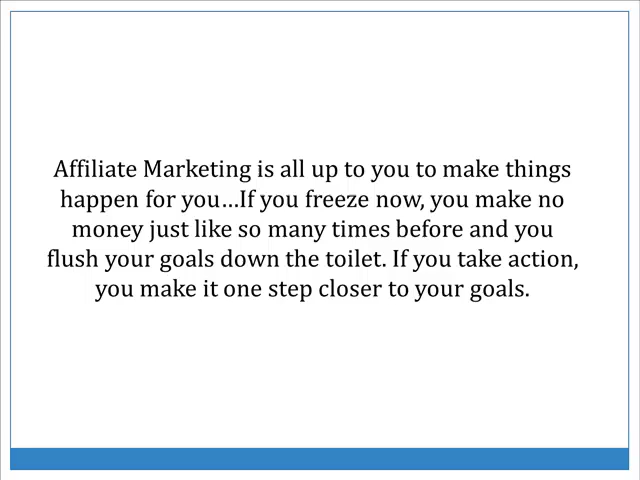 Affiliate Marketing is all up to you to make things
happen for you...If you freeze now, you make no
money just like so many times before and you
flush your goals down the toilet. If you take action,
you make it one step closer to your goals.